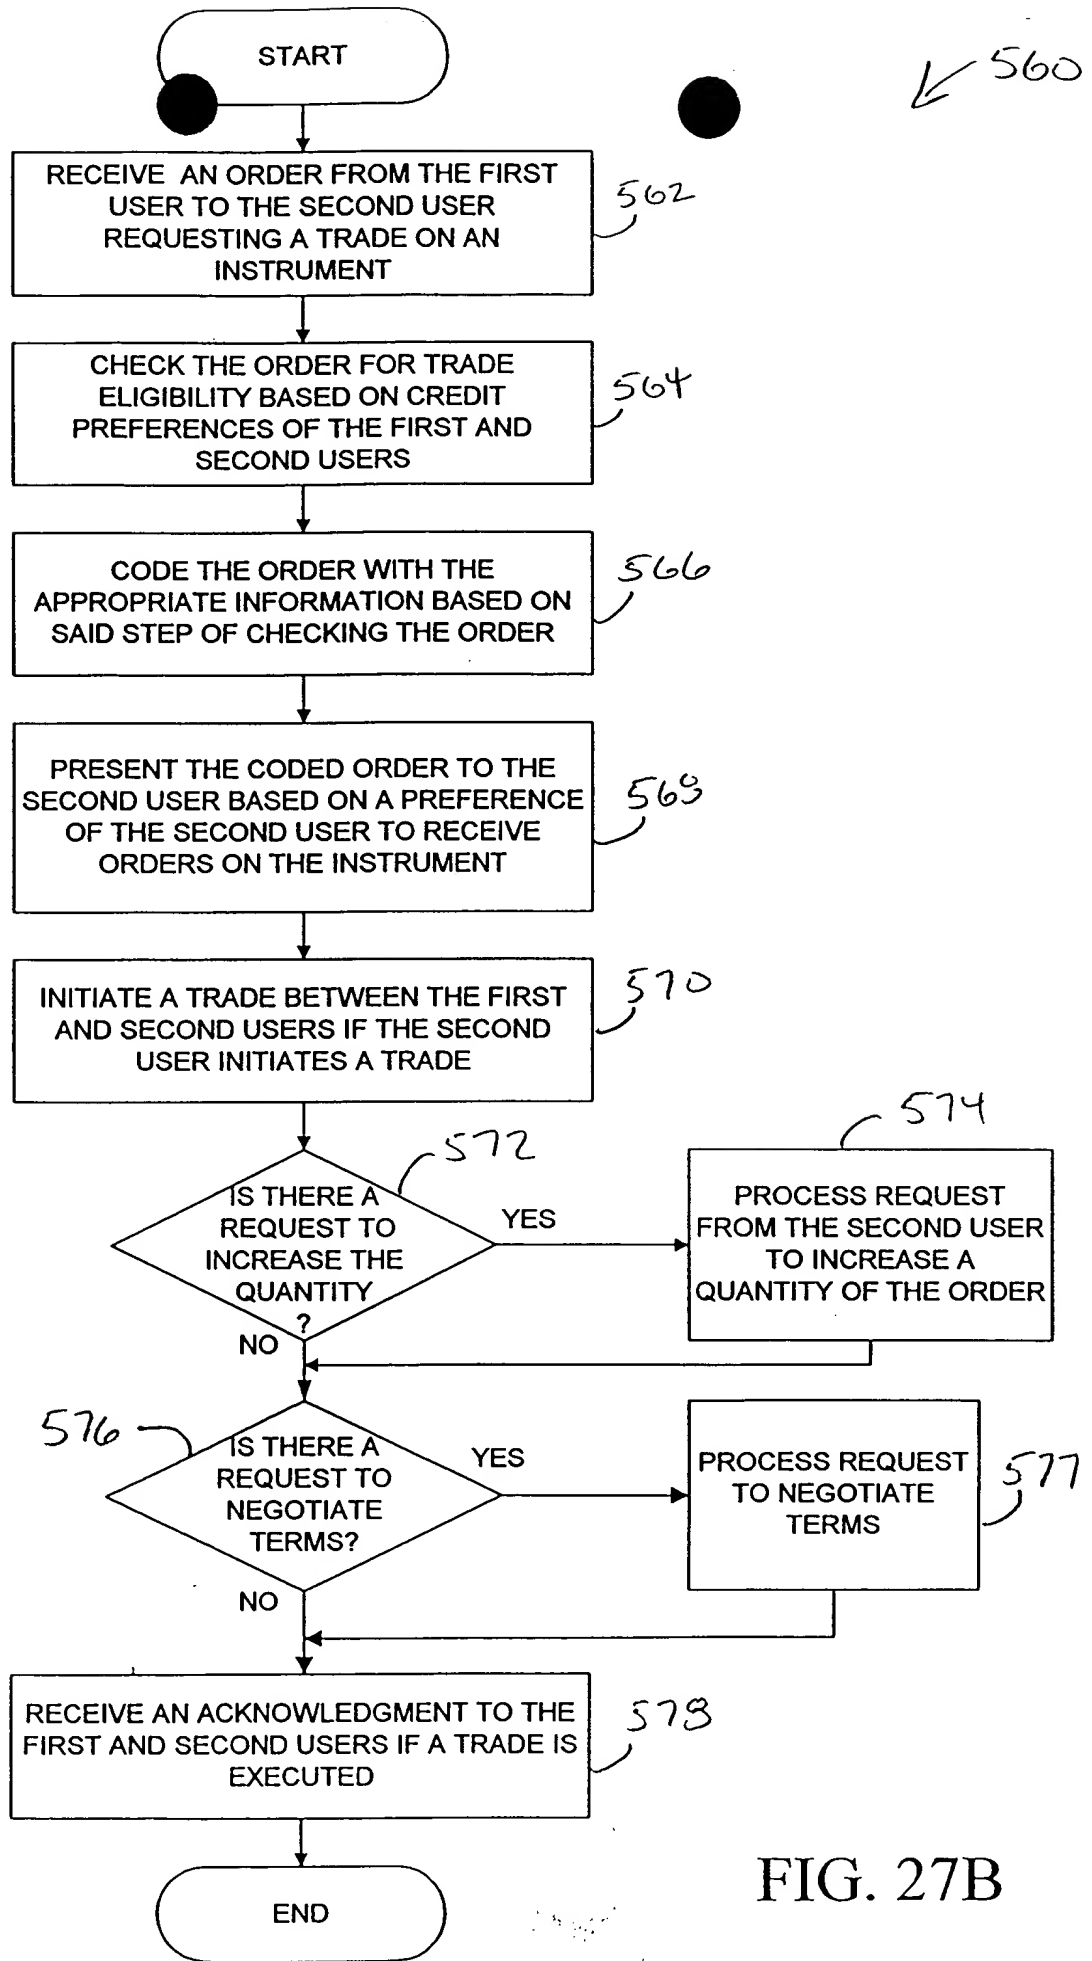 START
560
RECEIVE AN ORDER FROM THE FIRST
USER TO THE SECOND USER
REQUESTING A TRADE ON AN
INSTRUMENT
562
CHECK THE ORDER FOR TRADE
ELIGIBILITY BASED ON CREDIT
PREFERENCES OF THE FIRST AND
SECOND USERS
564
CODE THE ORDER WITH THE
APPROPRIATE INFORMATION BASED ON
SAID STEP OF CHECKING THE ORDER
566
PRESENT THE CODED ORDER TO THE
SECOND USER BASED ON A PREFERENCE
OF THE SECOND USER TO RECEIVE
ORDERS ON THE INSTRUMENT
568
INITIATE A TRADE BETWEEN THE FIRST
AND SECOND USERS IF THE SECOND
USER INITIATES A TRADE
570
572
IS THERE A
REQUEST TO
INCREASE THE
QUANTITY
?
YES
NO
574
PROCESS REQUEST
FROM THE SECOND USER
TO INCREASE A
QUANTITY OF THE ORDER
576
IS THERE A
REQUEST TO
NEGOTIATE
TERMS?
YES
NO
PROCESS REQUEST
TO NEGOTIATE
TERMS
577
RECEIVE AN ACKNOWLEDGMENT TO THE
FIRST AND SECOND USERS IF A TRADE IS
EXECUTED
578
END
FIG. 27B